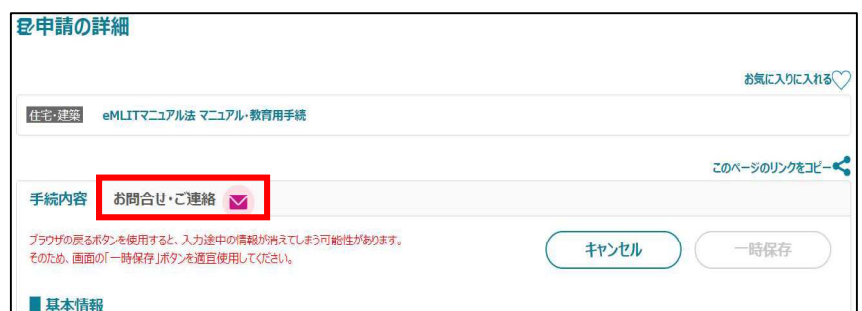 申請の詳細
お気に入りに入れる
住宅・建築 eMLITマニュアル法 マニュアル・教育用手続
このページのリンクをコピー
手続内容 お問合せ・ご連絡
ブラウザの戻るボタンを使用すると、入力途中の情報が消えてしまう可能性があります。
そのため、画面の「一時保存」ボタンを適宜使用してください。
キャンセル 一時保存
基本情報